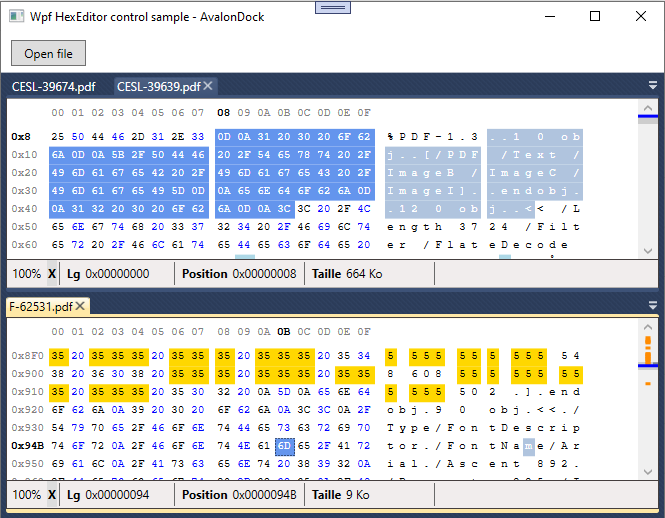 Wpf HexEditor control sample - AvalonDock
Open file
CESL-39674.pdf CESL-39639.pdf
00 01 02 03 04 05 06 07 08 09 0A 0B 0C 0D 0E 0F
0x8 25 50 44 46 2D 31 2E 33 0D 0A 31 20 30 20 6F 62 %PDF-1.3..1 0 obj
0x10 6A 0D 0A 5B 2F 50 44 46 20 2F 54 65 78 74 20 2F j..[/PDF /Text /
0x20 49 6D 61 67 65 42 20 2F 49 6D 61 67 65 43 20 2F ImageB /ImageC /
0x30 49 6D 61 67 65 49 5D 0D 0A 65 6E 64 6F 62 6A 0D ImageI]..endobj.
0x40 0A 31 32 20 30 20 6F 62 6A 0D 0A 3C 3C 20 2F 4C .12 0 obj..<< /L
0x50 65 6E 67 74 68 20 33 37 32 34 20 2F 46 69 6C 74 ength 3724 /Filt
0x60 65 72 20 2F 46 6C 61 74 65 44 65 63 6F 64 65 20 er /FlateDecode
100% X Lg 0x00000000 Position 0x00000008 Taille 664 Ko
F-62531.pdf
00 01 02 03 04 05 06 07 08 09 0A 0B 0C 0D 0E 0F
0x8F0 35 20 35 35 35 20 35 35 35 20 35 35 35 20 35 34 5 555 555 555 54
0x900 38 20 36 30 38 20 35 35 35 20 35 35 35 20 35 35 8 608 555 555 55
0x910 35 20 35 35 35 20 35 30 32 20 0A 5D 0A 65 6E 64 5 555 502 .].end
0x920 6F 62 6A 0A 39 20 30 20 6F 62 6A 0A 3C 3C 0A 2F obj.9 0 obj.<<./
0x930 54 79 70 65 2F 46 6F 6E 74 44 65 73 63 72 69 70 Type/FontDescrip
0x94B 74 6F 72 0A 2F 46 6F 6E 74 4E 61 6D 65 2F 41 72 tor./FontName/Ar
0x950 69 61 6C 0A 2F 41 73 63 65 6E 74 20 38 39 32 0A ial./Ascent 892.
100% X Lg 0x00000094 Position 0x0000094B Taille 9 Ko